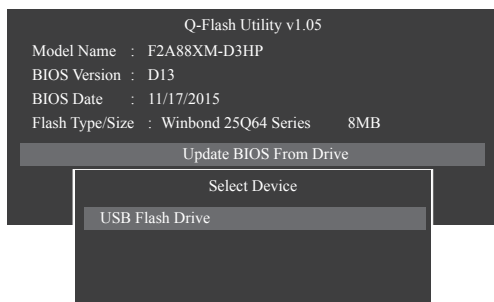 Q-Flash Utility v1.05
Model Name : F2A88XM-D3HP
BIOS Version : D13
BIOS Date : 11/17/2015
Flash Type/Size : Winbond 25Q64 Series 8MB
Update BIOS From Drive
Select Device
USB Flash Drive